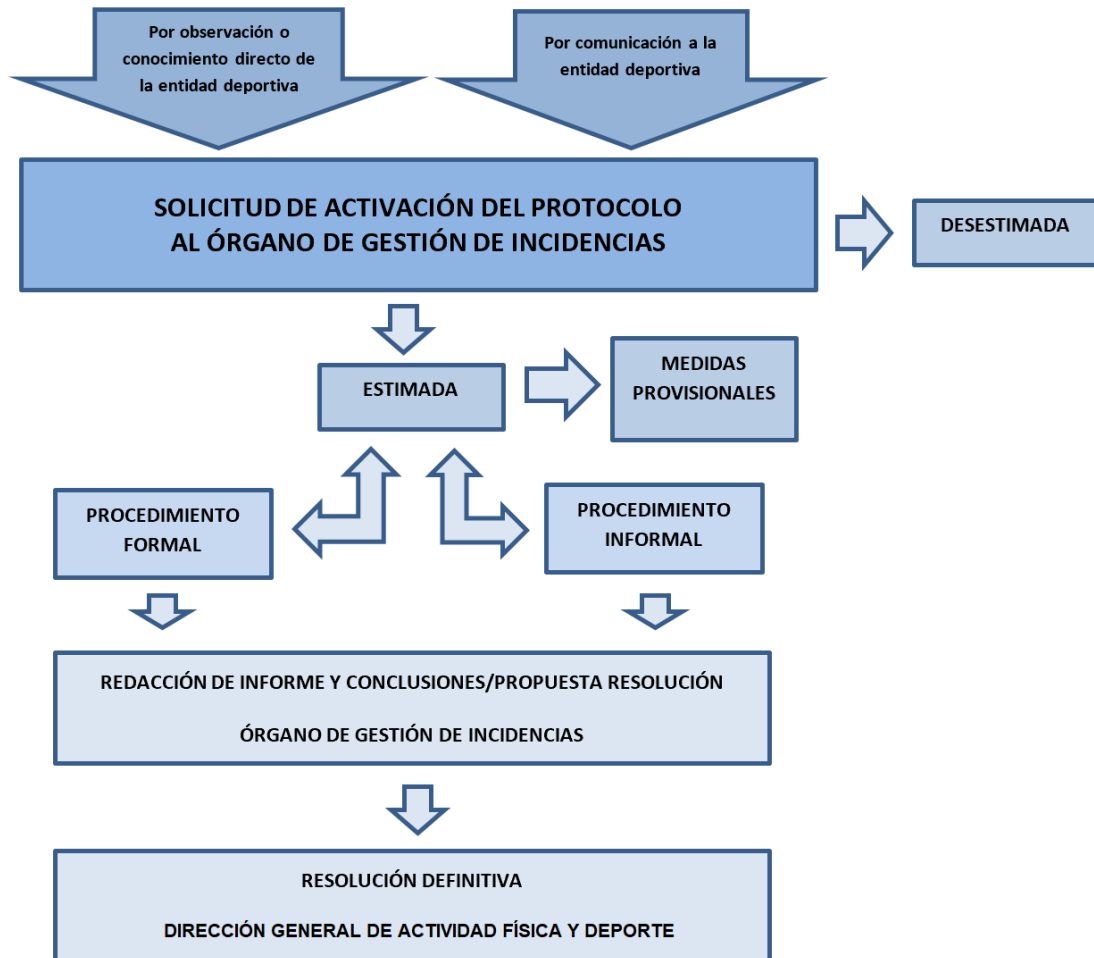 Por observación o
conocimiento directo de
la entidad deportiva
Por comunicación a la
entidad deportiva
SOLICITUD DE ACTIVACIÓN DEL PROTOCOLO
AL ÓRGANO DE GESTIÓN DE INCIDENCIAS
DESESTIMADA
ESTIMADA
MEDIDAS
PROVISIONALES
PROCEDIMIENTO
FORMAL
PROCEDIMIENTO
INFORMAL
REDACCIÓN DE INFORME Y CONCLUSIONES/PROPUESTA RESOLUCIÓN
ÓRGANO DE GESTIÓN DE INCIDENCIAS
RESOLUCIÓN DEFINITIVA
DIRECCIÓN GENERAL DE ACTIVIDAD FÍSICA Y DEPORTE